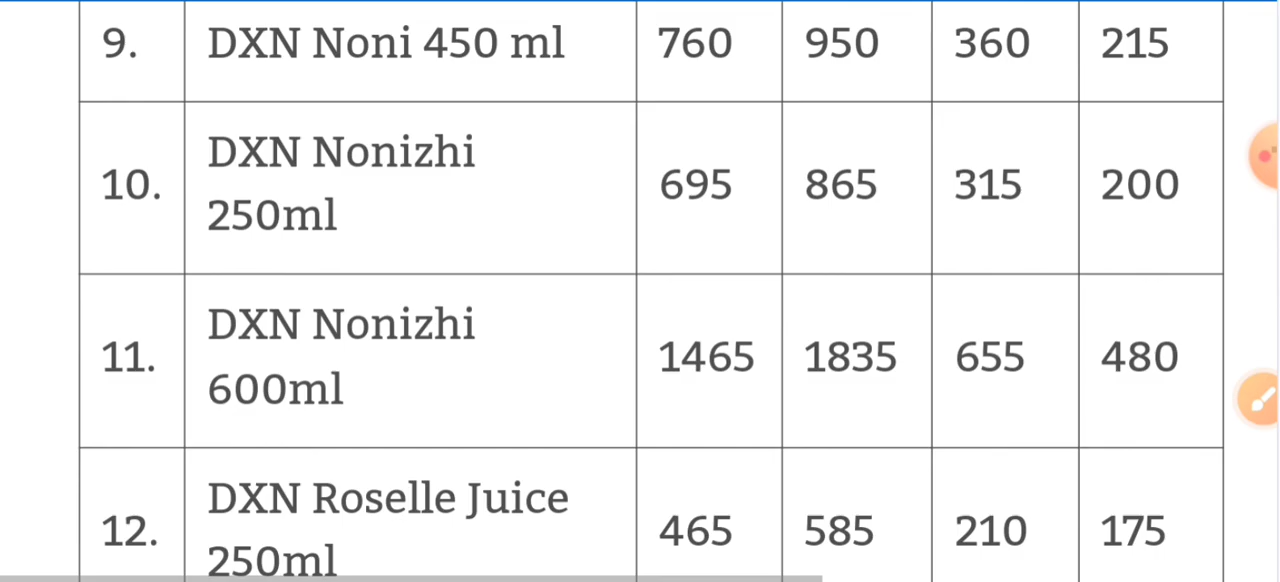 9. DXN Noni 450 ml 760 950 360 215
10. DXN Nonizhi 250ml 695 865 315 200
11. DXN Nonizhi 600ml 1465 1835 655 480
12. DXN Roselle Juice 250ml 465 585 210 175